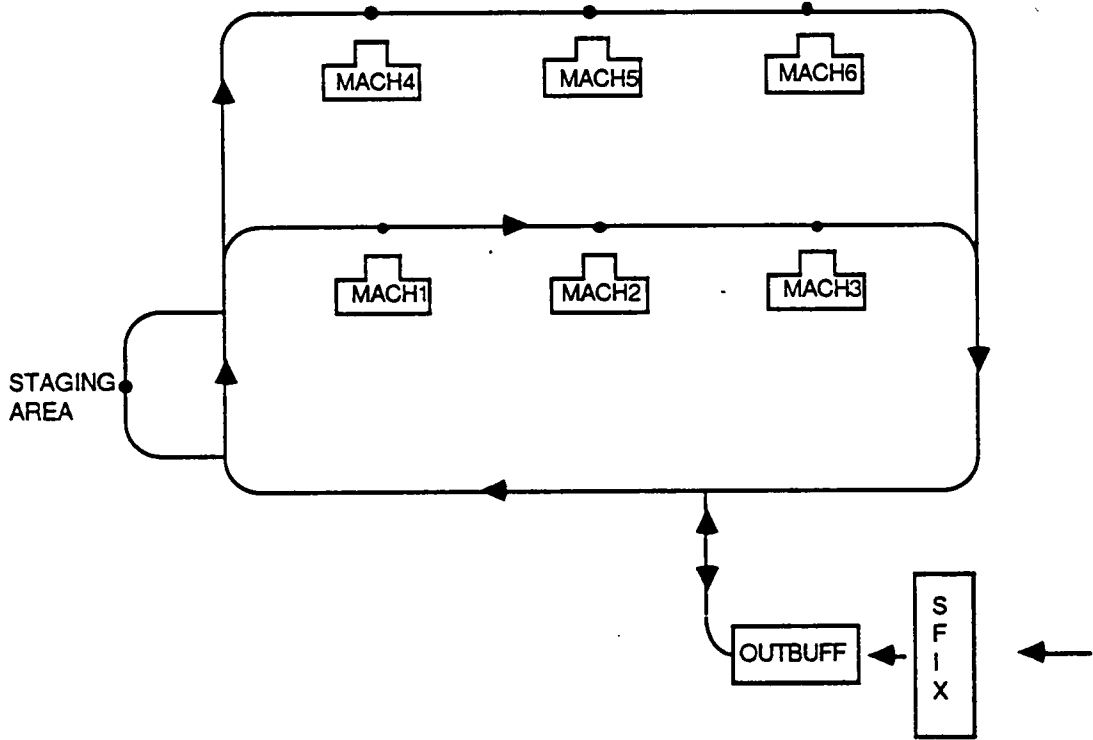 MACH4
MACH5
MACH6
MACH1
MACH2
MACH3
STAGING
AREA
OUTBUFF
S
F
I
X